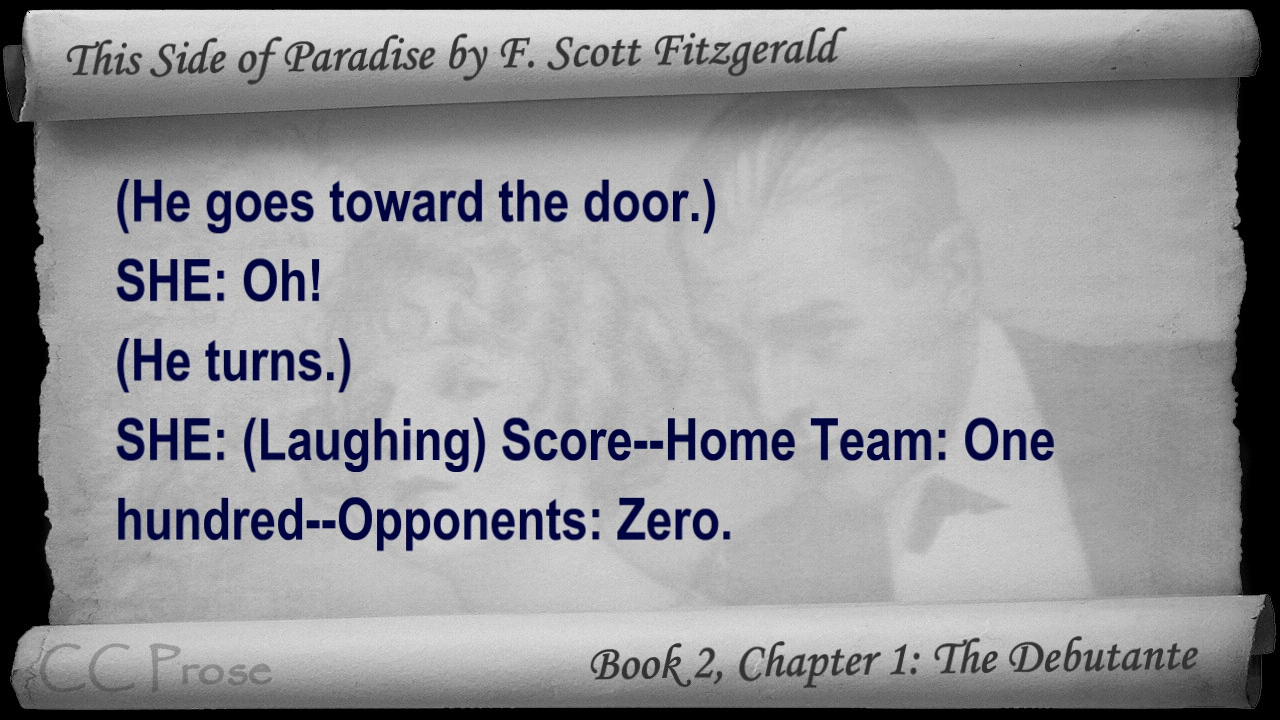 This Side of Paradise by F. Scott Fitzgerald
(He goes toward the door.)
SHE: Oh!
(He turns.)
SHE: (Laughing) Score--Home Team: One
hundred--Opponents: Zero.
CC Prose
Book 2, Chapter 1: The Debutante